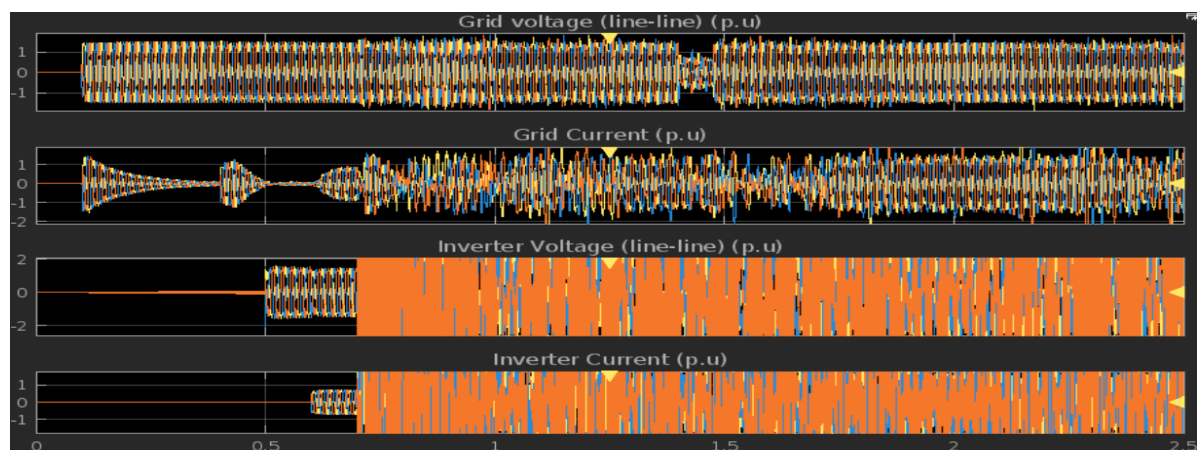 Grid voltage (line-line) (p.u)
1
0
-1
Grid Current (p.u)
1
0
-1
-2
Inverter Voltage (line-line) (p.u)
2
0
-2
Inverter Current (p.u)
1
0
-1
0 0.5 1 1.5 2 2.5